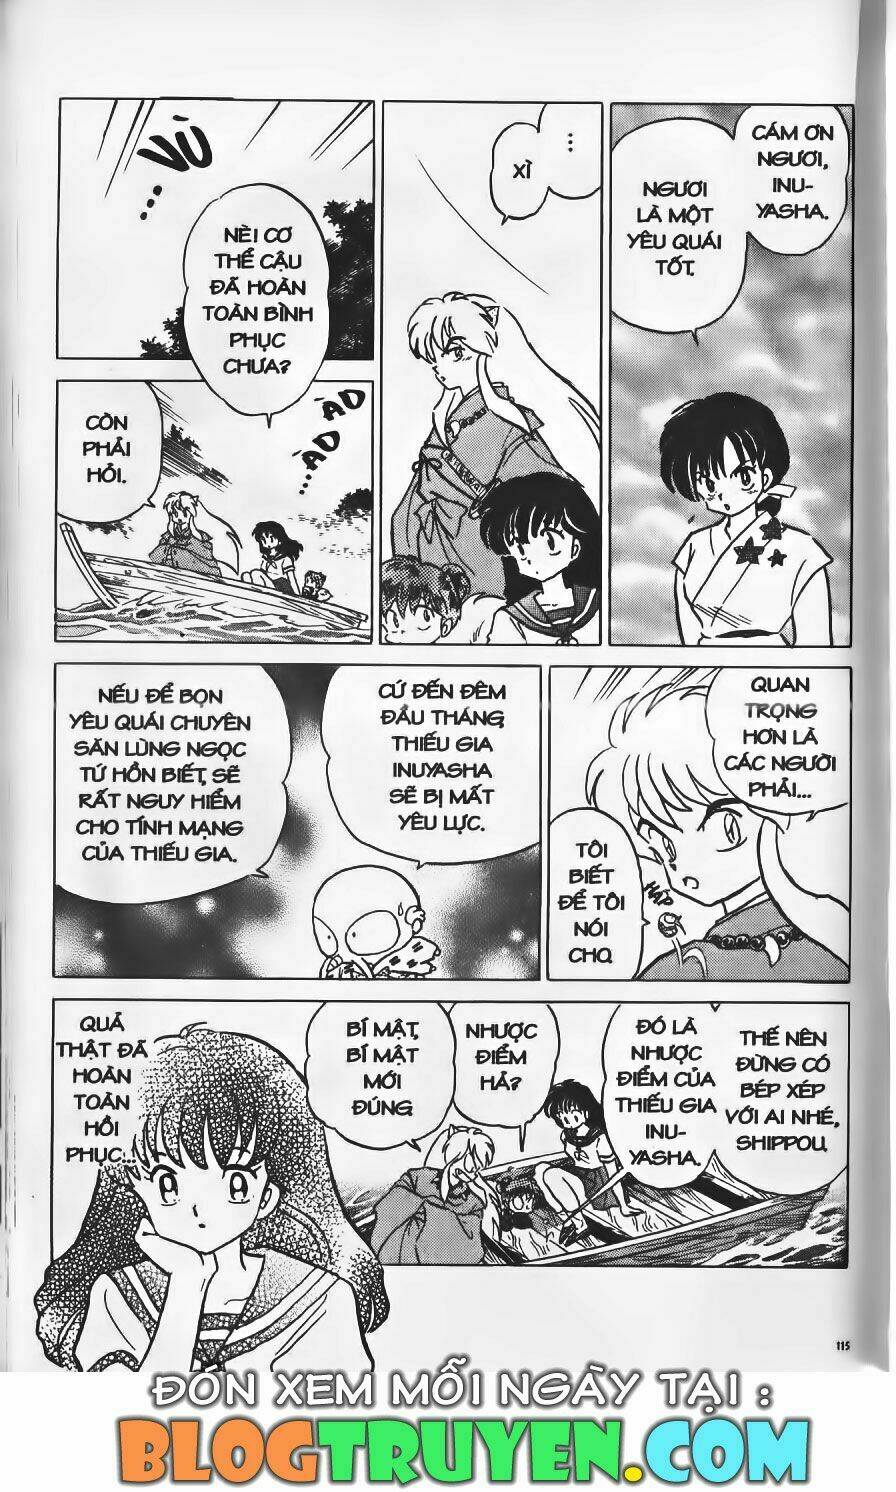 CÁM ƠN
NGƯƠI,
INU-
YASHA.
NGƯƠI
LÀ MỘT
YÊU QUÁI
TỐT.
...
XÌ
VÙ
...
NÈ! CƠ
THỂ CẬU
ĐÃ HOÀN
TOÀN BÌNH
PHỤC
CHƯA?
ÀO
ÀO
...
CÒN
PHẢI
HỎI.
QUAN
TRỌNG
HƠN LÀ
CÁC NGƯỜI
PHẢI...
TÔI
BIẾT
ĐỂ TÔI
NÓI
CHO.
CỨ ĐẾN ĐÊM
ĐẦU THÁNG,
THIẾU GIA
INUYASHA
SẼ BỊ MẤT
YÊU LỰC.
NẾU ĐỂ BỌN
YÊU QUÁI CHUYÊN
SĂN LÙNG NGỌC
TỨ HỒN BIẾT, SẼ
RẤT NGUY HIỂM
CHO TÍNH MẠNG
CỦA THIẾU GIA.
THẾ NÊN
ĐỪNG CÓ
BÉP XÉP
VỚI AI NHÉ,
SHIPPOU.
ĐÓ LÀ
NHƯỢC
ĐIỂM CỦA
THIẾU GIA
INU-
YASHA.
NHƯỢC
ĐIỂM
HẢ?
BÍ MẬT,
BÍ MẬT
MỚI
ĐÚNG.
QUẢ
THẬT ĐÃ
HOÀN
TOÀN
HỒI
PHỤC...
115
ĐÓN XEM MỖI NGÀY TẠI :
BLOGTRUYEN.COM